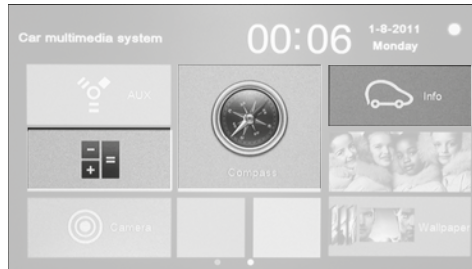 Car multimedia system
00:06
1-8-2011
Monday
AUX
Compass
Info
Camera
Wallpaper